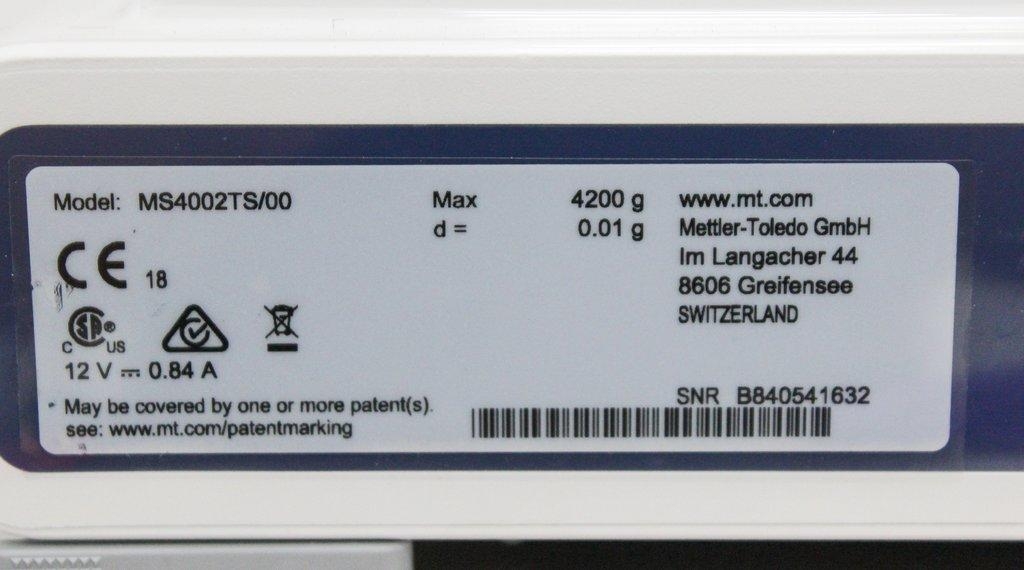 Model: MS4002TS/00
Max 4200 g
d = 0.01 g
www.mt.com
Mettler-Toledo GmbH
Im Langacher 44
8606 Greifensee
SWITZERLAND
CE 18
C SA ® US
12 V ⎓ 0.84 A
May be covered by one or more patent(s).
see: www.mt.com/patentmarking
SNR B840541632